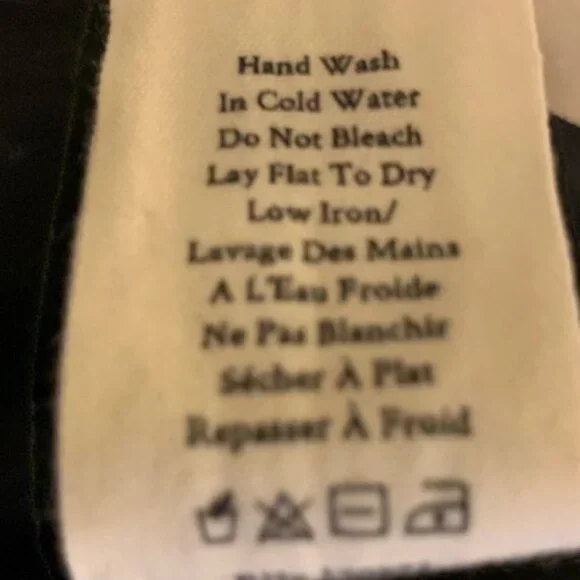 Hand Wash
In Cold Water
Do Not Bleach
Lay Flat To Dry
Low Iron/
Lavage Des Mains
A L'Eau Froide
Ne Pas Blanchir
Sécher À Plat
Repasser À Froid